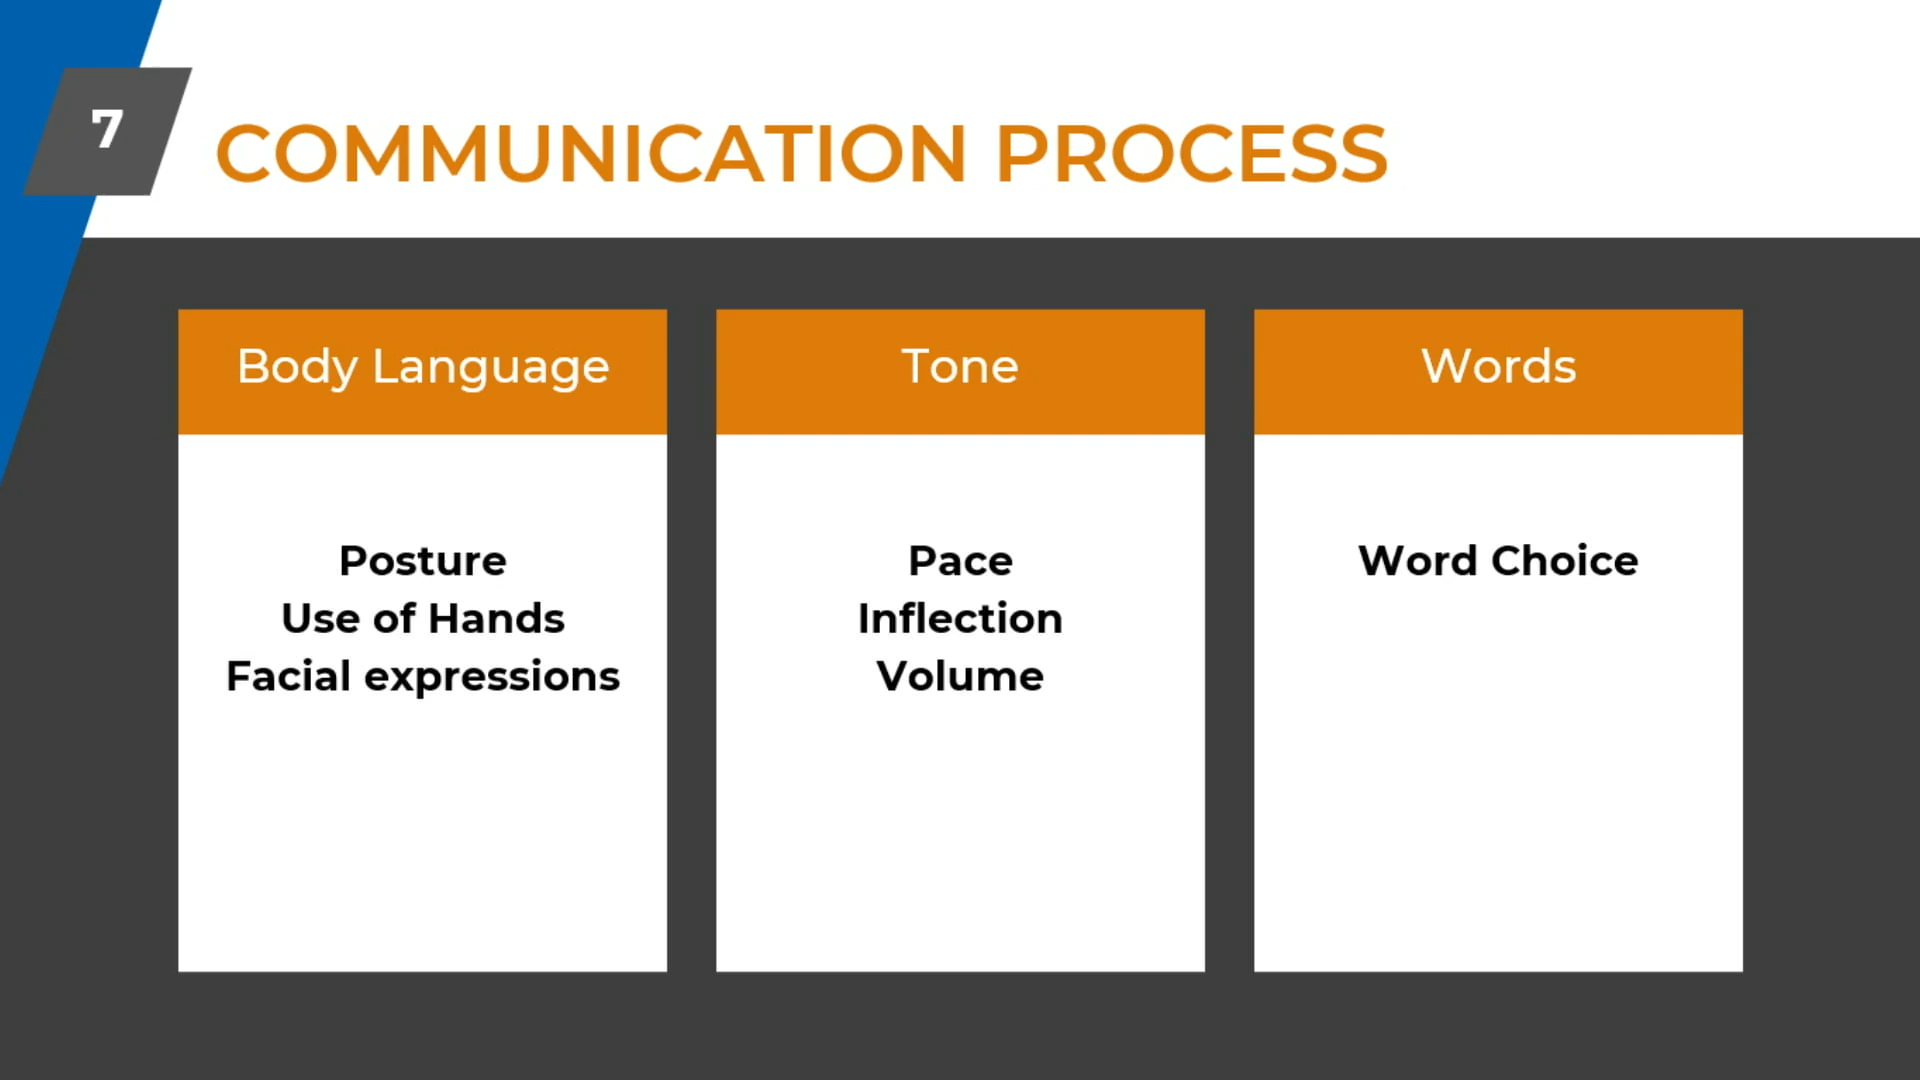 7
COMMUNICATION PROCESS
Body Language
Posture
Use of Hands
Facial expressions
Tone
Pace
Inflection
Volume
Words
Word Choice